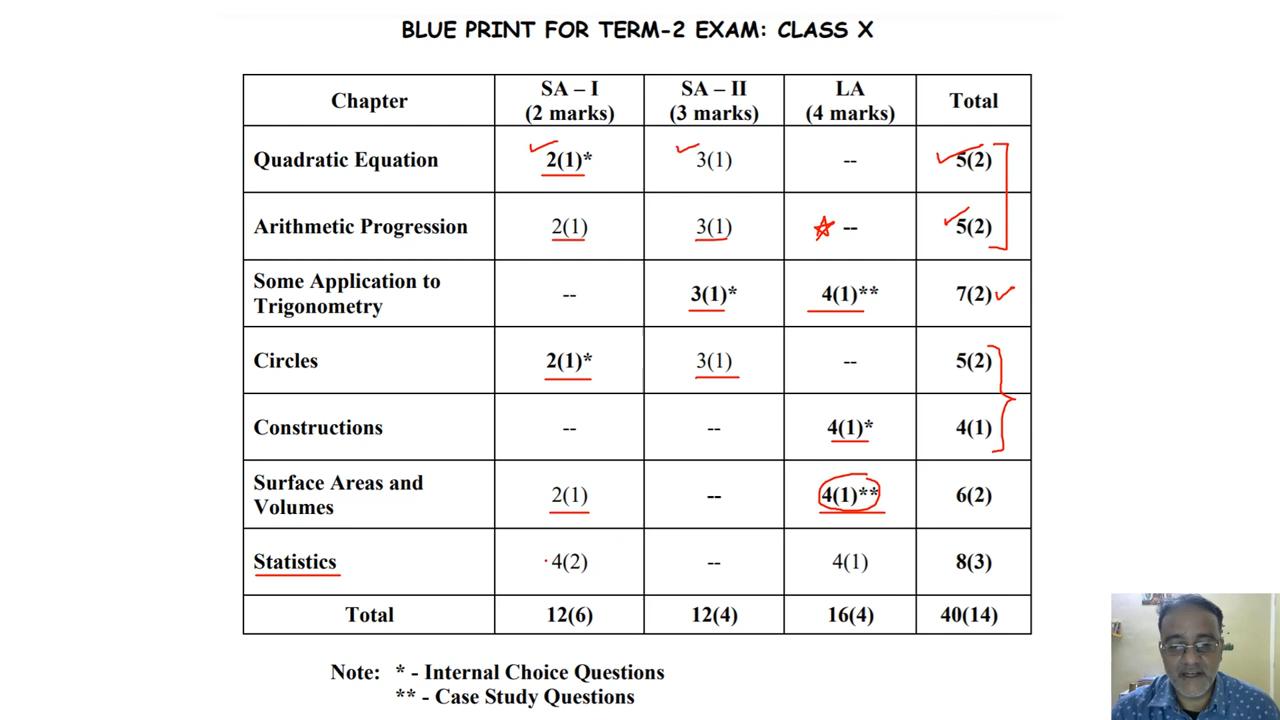 BLUE PRINT FOR TERM-2 EXAM: CLASS X
Chapter SA – I (2 marks) SA – II (3 marks) LA (4 marks) Total
Quadratic Equation 2(1)* 3(1) -- 5(2)
Arithmetic Progression 2(1) 3(1) -- 5(2)
Some Application to Trigonometry -- 3(1)* 4(1)** 7(2)
Circles 2(1)* 3(1) -- 5(2)
Constructions -- -- 4(1)* 4(1)
Surface Areas and Volumes 2(1) -- 4(1)** 6(2)
Statistics 4(2) -- 4(1) 8(3)
Total 12(6) 12(4) 16(4) 40(14)
Note: * - Internal Choice Questions
** - Case Study Questions